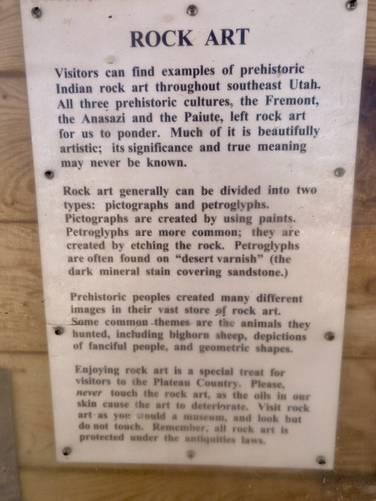 ROCK ART
Visitors can find examples of prehistoric
Indian rock art throughout southeast Utah.
All three prehistoric cultures, the Fremont,
the Anasazi and the Paiute, left rock art
for us to ponder. Much of it is beautifully
artistic; its significance and true meaning
may never be known.
Rock art generally can be divided into two
types: pictographs and petroglyphs.
Pictographs are created by using paints.
Petroglyphs are more common; they are
created by etching the rock. Petroglyphs
are often found on "desert varnish" (the
dark mineral stain covering sandstone.)
Prehistoric peoples created many different
images in their vast store of rock art.
Some common themes are the animals they
hunted, including bighorn sheep, depictions
of fanciful people, and geometric shapes.
Enjoying rock art is a special treat for
visitors to the Plateau Country. Please,
never touch the rock art, as the oils in our
skin cause the art to deteriorate. Visit rock
art as you would a museum, and look but
do not touch. Remember, all rock art is
protected under the antiquities laws.